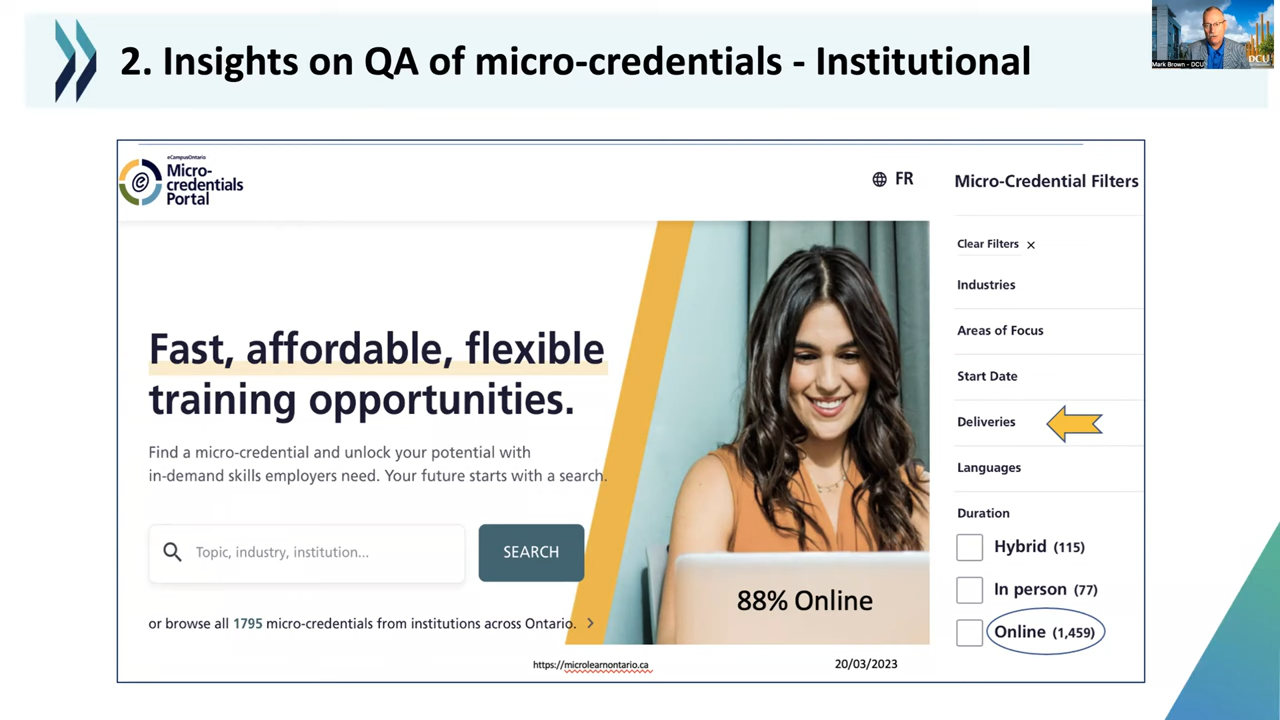 2. Insights on QA of micro-credentials - Institutional
Mark Brown - DCU
DCU
eCampusOntario
Micro-
credentials
Portal
FR
Fast, affordable, flexible
training opportunities.
Find a micro-credential and unlock your potential with
in-demand skills employers need. Your future starts with a search.
Topic, industry, institution...
SEARCH
or browse all 1795 micro-credentials from institutions across Ontario.
88% Online
https://microlearnontario.ca
20/03/2023
Micro-Credential Filters
Clear Filters ×
Industries
Areas of Focus
Start Date
Deliveries
Languages
Duration
Hybrid (115)
In person (77)
Online (1,459)